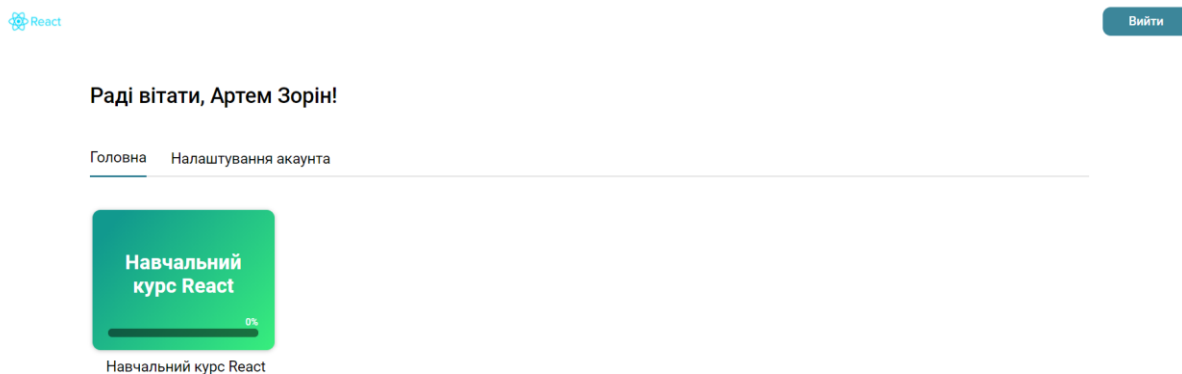 React
Вийти
Раді вітати, Артем Зорін!
Головна
Налаштування акаунта
Навчальний
курс React
0%
Навчальний курс React